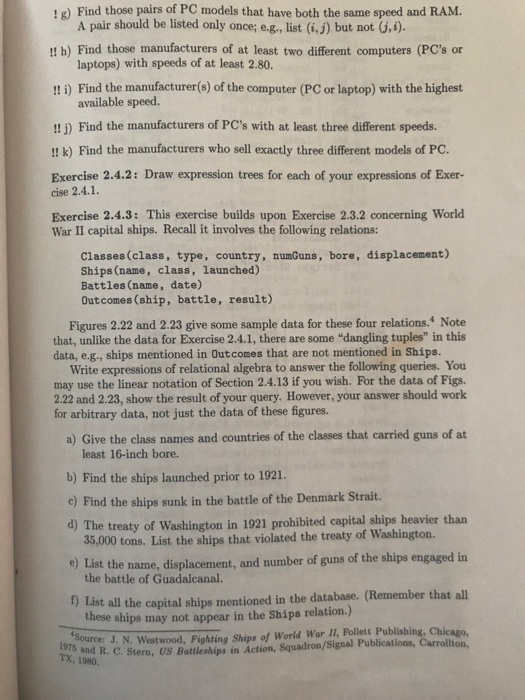 ! g) Find those pairs of PC models that have both the same speed and RAM.
A pair should be listed only once; e.g., list (i, j) but not (j, i).
!! h) Find those manufacturers of at least two different computers (PC's or
laptops) with speeds of at least 2.80.
!! i) Find the manufacturer(s) of the computer (PC or laptop) with the highest
available speed.
!! j) Find the manufacturers of PC's with at least three different speeds.
!! k) Find the manufacturers who sell exactly three different models of PC.
Exercise 2.4.2: Draw expression trees for each of your expressions of Exer-
cise 2.4.1.
Exercise 2.4.3: This exercise builds upon Exercise 2.3.2 concerning World
War II capital ships. Recall it involves the following relations:
Classes(class, type, country, numGuns, bore, displacement)
Ships(name, class, launched)
Battles(name, date)
Outcomes(ship, battle, result)
Figures 2.22 and 2.23 give some sample data for these four relations.⁴ Note
that, unlike the data for Exercise 2.4.1, there are some "dangling tuples" in this
data, e.g., ships mentioned in Outcomes that are not mentioned in Ships.
Write expressions of relational algebra to answer the following queries. You
may use the linear notation of Section 2.4.13 if you wish. For the data of Figs.
2.22 and 2.23, show the result of your query. However, your answer should work
for arbitrary data, not just the data of these figures.
a) Give the class names and countries of the classes that carried guns of at
least 16-inch bore.
b) Find the ships launched prior to 1921.
c) Find the ships sunk in the battle of the Denmark Strait.
d) The treaty of Washington in 1921 prohibited capital ships heavier than
35,000 tons. List the ships that violated the treaty of Washington.
e) List the name, displacement, and number of guns of the ships engaged in
the battle of Guadalcanal.
f) List all the capital ships mentioned in the database. (Remember that all
these ships may not appear in the Ships relation.)
⁴Source: J. N. Westwood, Fighting Ships of World War II, Follett Publishing, Chicago,
1975 and R. C. Stern, US Battleships in Action, Squadron/Signal Publications, Carrollton,
TX, 1980.